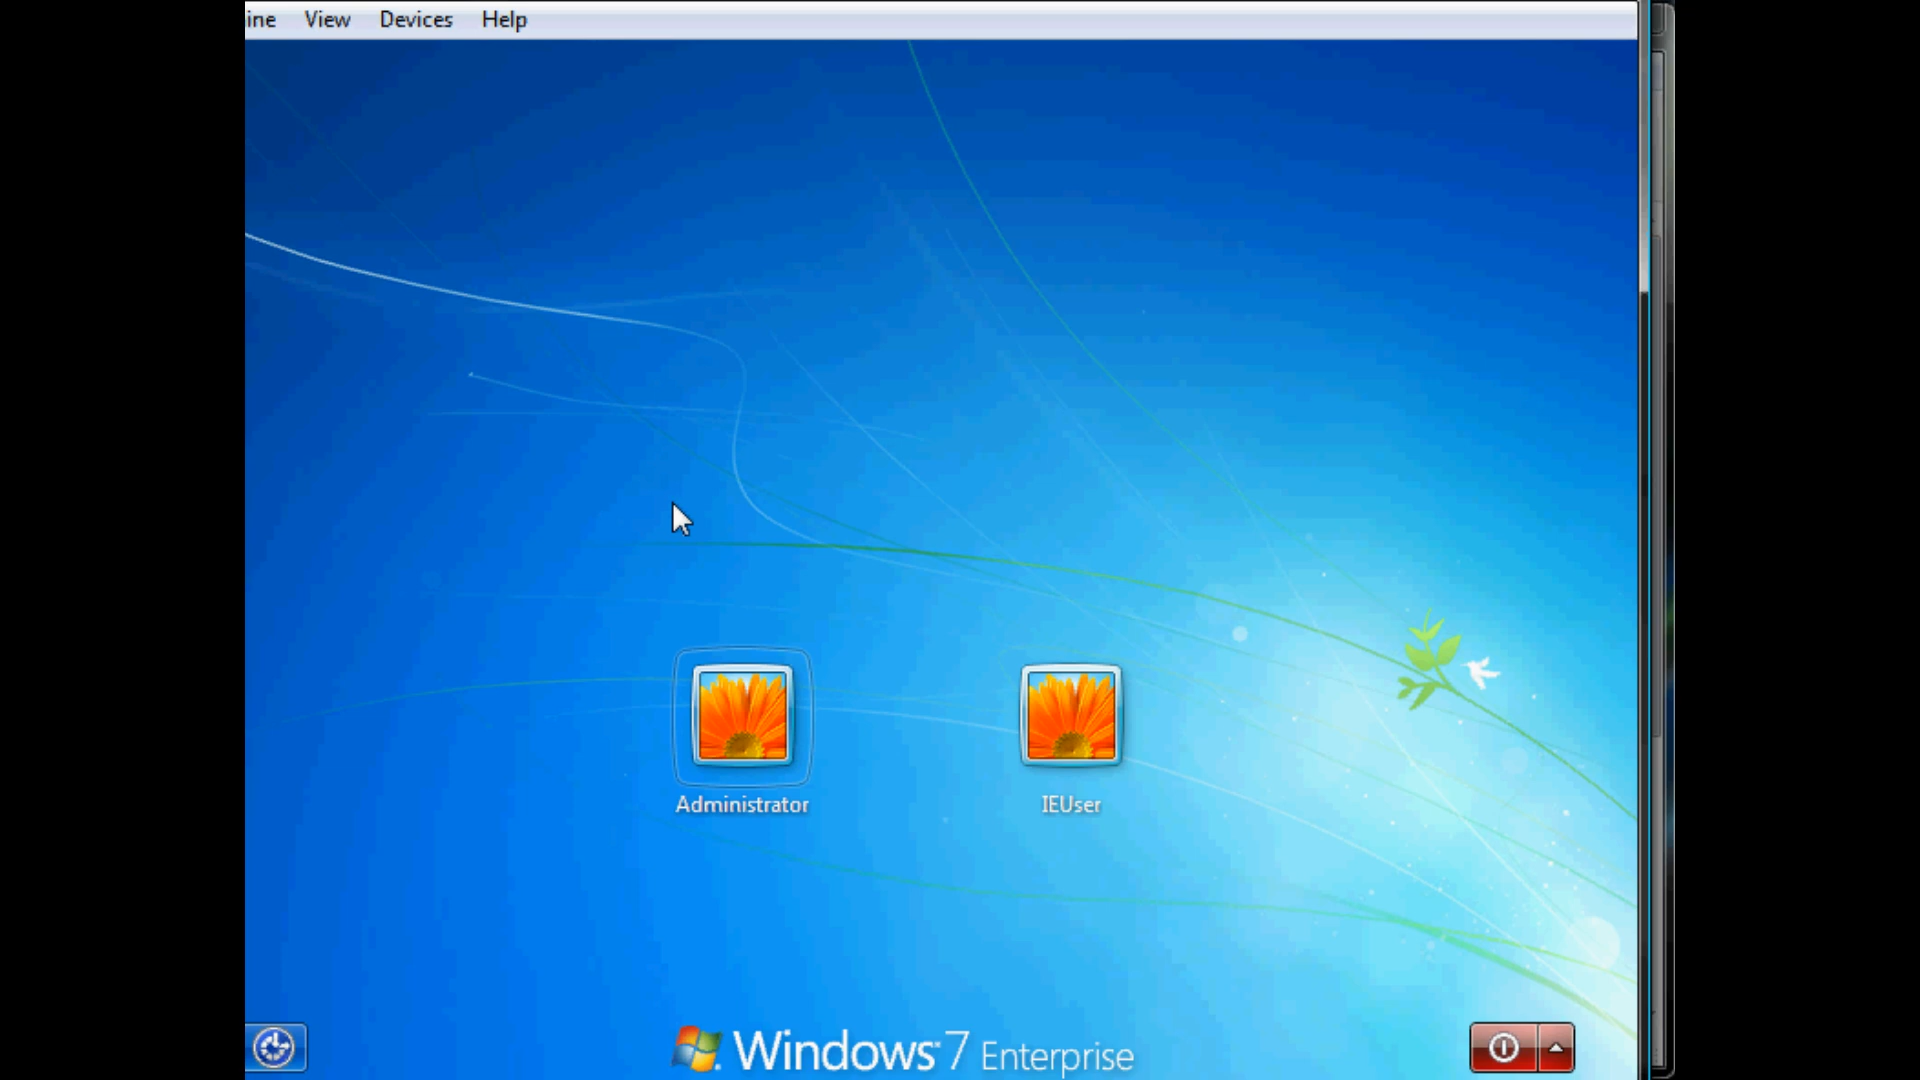 ine View Devices Help
Administrator
IEUser
Windows 7 Enterprise